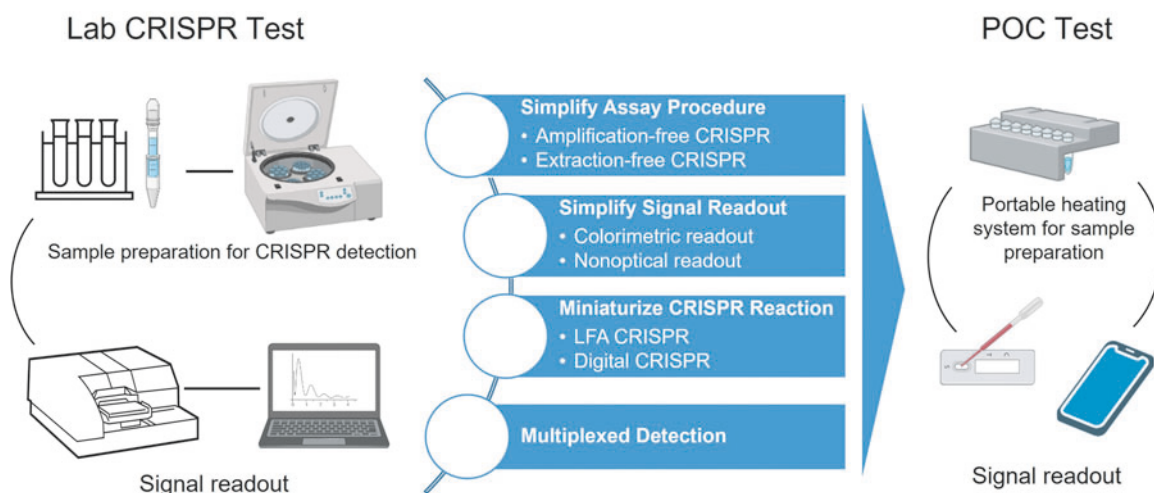 Lab CRISPR Test
Sample preparation for CRISPR detection
Signal readout
Simplify Assay Procedure
• Amplification-free CRISPR
• Extraction-free CRISPR
Simplify Signal Readout
• Colorimetric readout
• Nonoptical readout
Miniaturize CRISPR Reaction
• LFA CRISPR
• Digital CRISPR
Multiplexed Detection
POC Test
Portable heating
system for sample
preparation
Signal readout